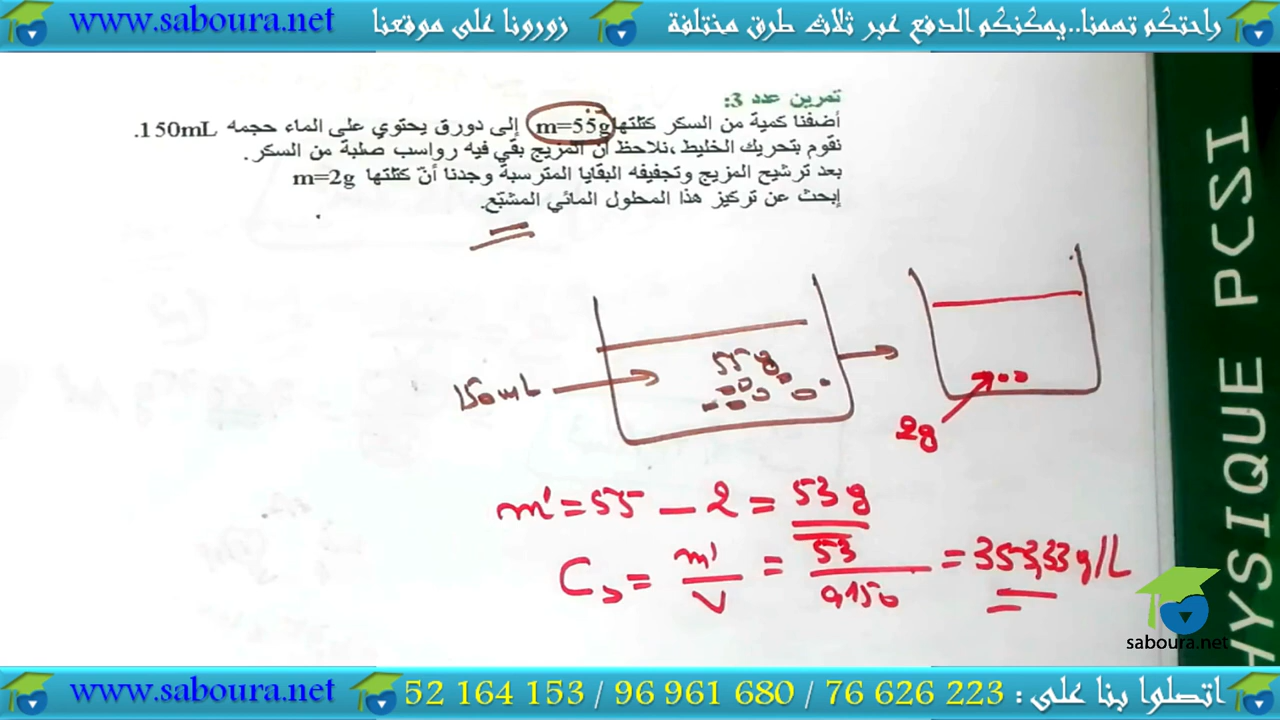 www.saboura.net
راحتكم تهمنا..يمكنكم الدفع عبر ثلاث طرق مختلفة زورونا على موقعنا
تمرين عدد 3:
أضفنا كمية من السكر كتلتها m=55g إلى دورق يحتوي على الماء حجمه 150mL.
نقوم بتحريك الخليط ،نلاحظ أن المزيج بقي فيه رواسب صلبة من السكر.
بعد ترشيح المزيج وتجفيفه البقايا المترسبة وجدنا أنّ كتلتها m=2g
إبحث عن تركيز هذا المحلول المائي المشبّع.
55g
150mL
2g
m'=55 - 2 = 53g
Cs = m'/V = 53/0,150 = 353,33g/L
PHYSIQUE PCSI
saboura.net
www.saboura.net
اتصلوا بنا على : 52 164 153 / 96 961 680 / 76 626 223